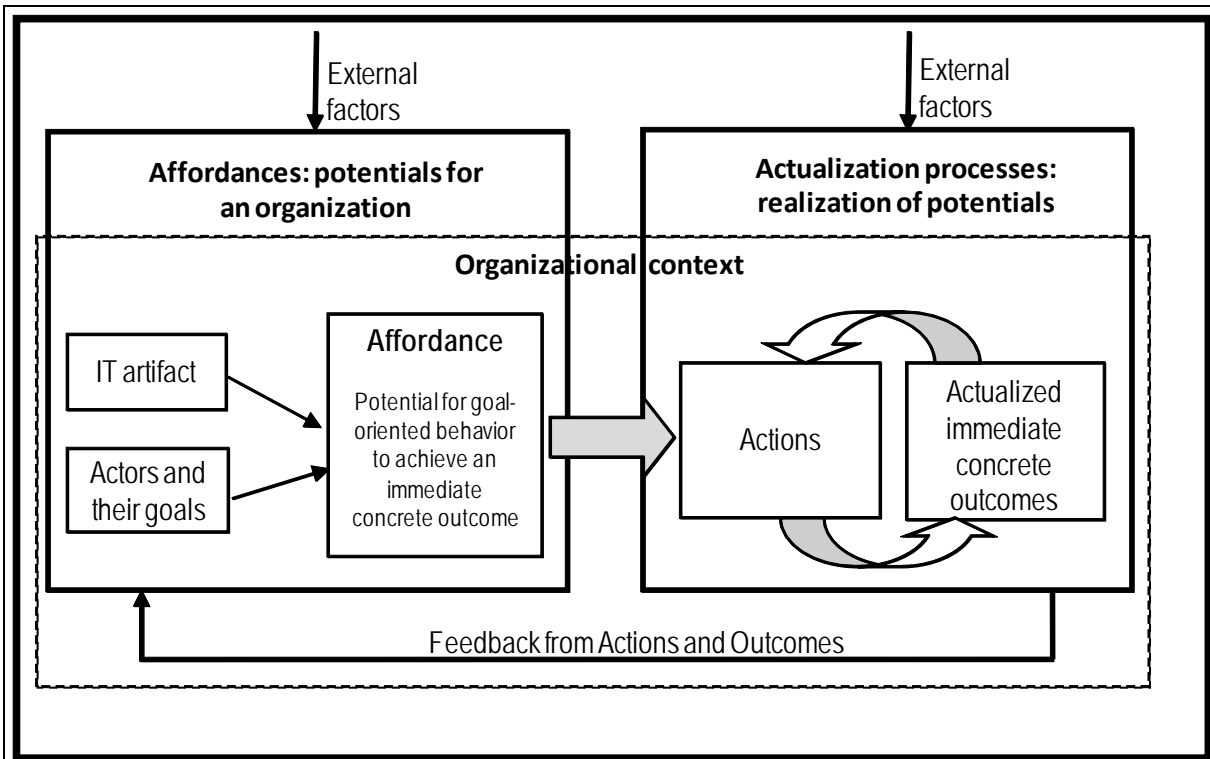 External
factors
External
factors
Affordances: potentials for
an organization
Actualization processes:
realization of potentials
Organizational context
IT artifact
Actors and
their goals
Affordance
Potential for goal-
oriented behavior
to achieve an
immediate
concrete outcome
Actions
Actualized
immediate
concrete
outcomes
Feedback from Actions and Outcomes